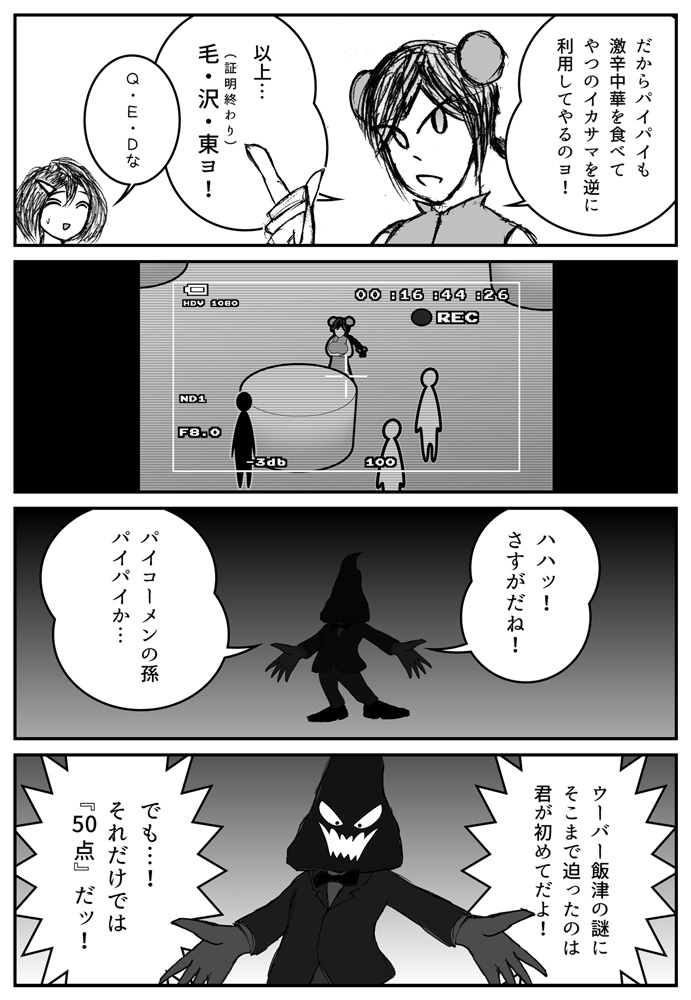 だからパイパイも
激辛中華を食べて
やつのイカサマを逆に
利用してやるのヨ！
以上…
（証明終わり）
毛・沢・東ヨ！
Q・E・Dな
HDV 1080
00:16:44:26
REC
ND1
F8.0
-3db
100
ハハッ！
さすがだね！
パイコーメンの孫
パイパイか…
ウーバー飯津の謎に
そこまで迫ったのは
君が初めてだよ！
でも…！
それだけでは
『50点』だッ！